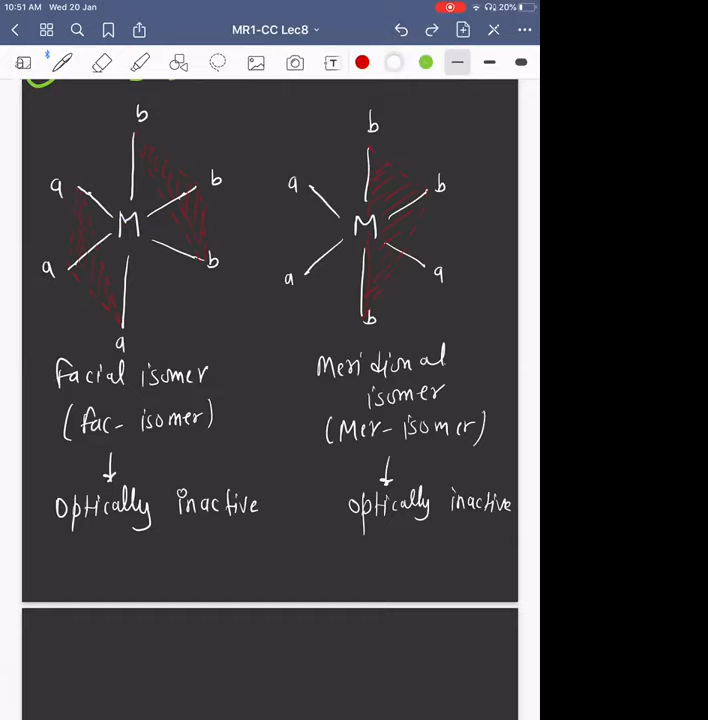 10:51 AM Wed 20 Jan
20%
MR1-CC Lec8
T
b
b
a
M
a
b
a
b
a
b
M
a
a
b
Facial isomer
(fac- isomer)
Optically inactive
Meridional
isomer
(Mer- isomer)
Optically inactive